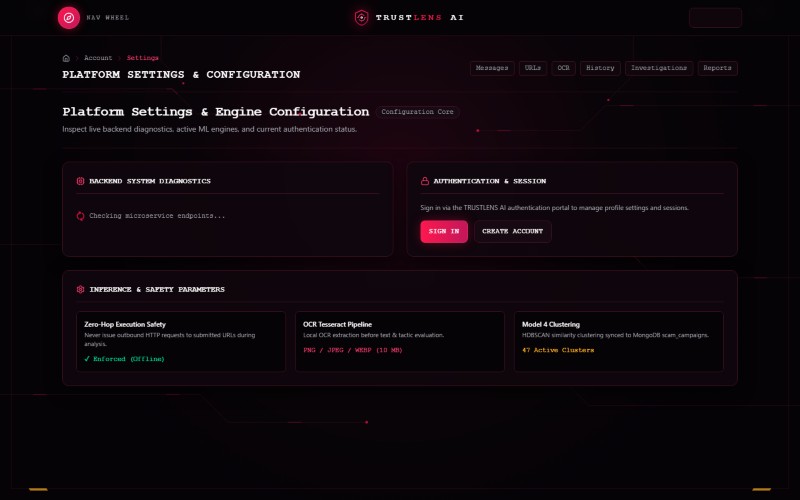 NAV WHEEL
TRUSTLENS AI
Account > Settings
PLATFORM SETTINGS & CONFIGURATION
Messages
URLs
OCR
History
Investigations
Reports
Platform Settings & Engine Configuration
Configuration Core
Inspect live backend diagnostics, active ML engines, and current authentication status.
BACKEND SYSTEM DIAGNOSTICS
Checking microservice endpoints...
AUTHENTICATION & SESSION
Sign in via the TRUSTLENS AI authentication portal to manage profile settings and sessions.
SIGN IN
CREATE ACCOUNT
INFERENCE & SAFETY PARAMETERS
Zero-Hop Execution Safety
Never issue outbound HTTP requests to submitted URLs during
analysis.
✓ Enforced (Offline)
OCR Tesseract Pipeline
Local OCR extraction before text & tactic evaluation.
PNG / JPEG / WEBP (10 MB)
Model 4 Clustering
HDBSCAN similarity clustering synced to MongoDB scam_campaigns.
47 Active Clusters